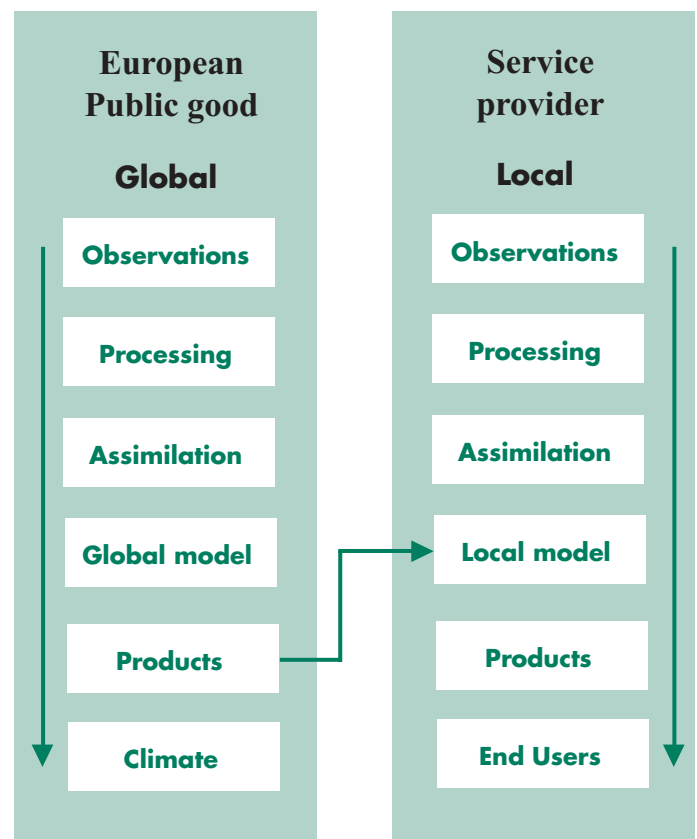 European
Public good
Global
Observations
Processing
Assimilation
Global model
Products
Climate
Service
provider
Local
Observations
Processing
Assimilation
Local model
Products
End Users